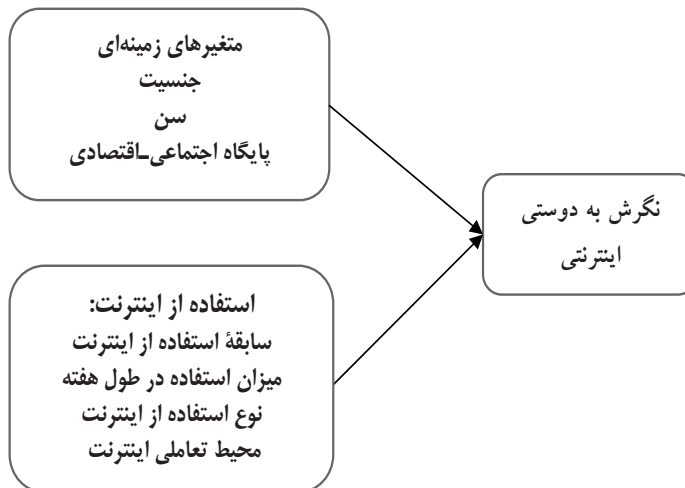 متغیرهای زمینه‌ای
جنسیت
سن
پایگاه اجتماعی-اقتصادی
نگرش به دوستی
اینترنتی
استفاده از اینترنت:
سابقهٔ استفاده از اینترنت
میزان استفاده در طول هفته
نوع استفاده از اینترنت
محیط تعاملی اینترنت